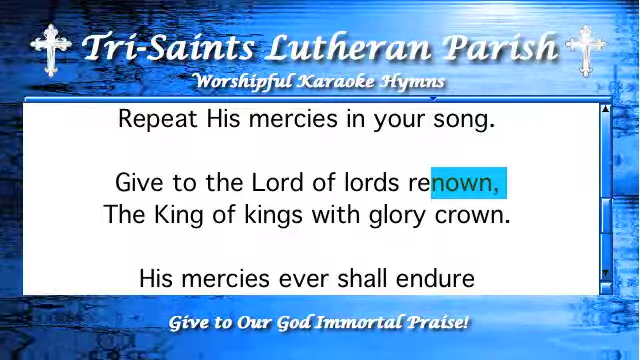 Tri-Saints Lutheran Parish
Worshipful Karaoke Hymns
Repeat His mercies in your song.
Give to the Lord of lords renown,
The King of kings with glory crown.
His mercies ever shall endure
Give to Our God Immortal Praise!